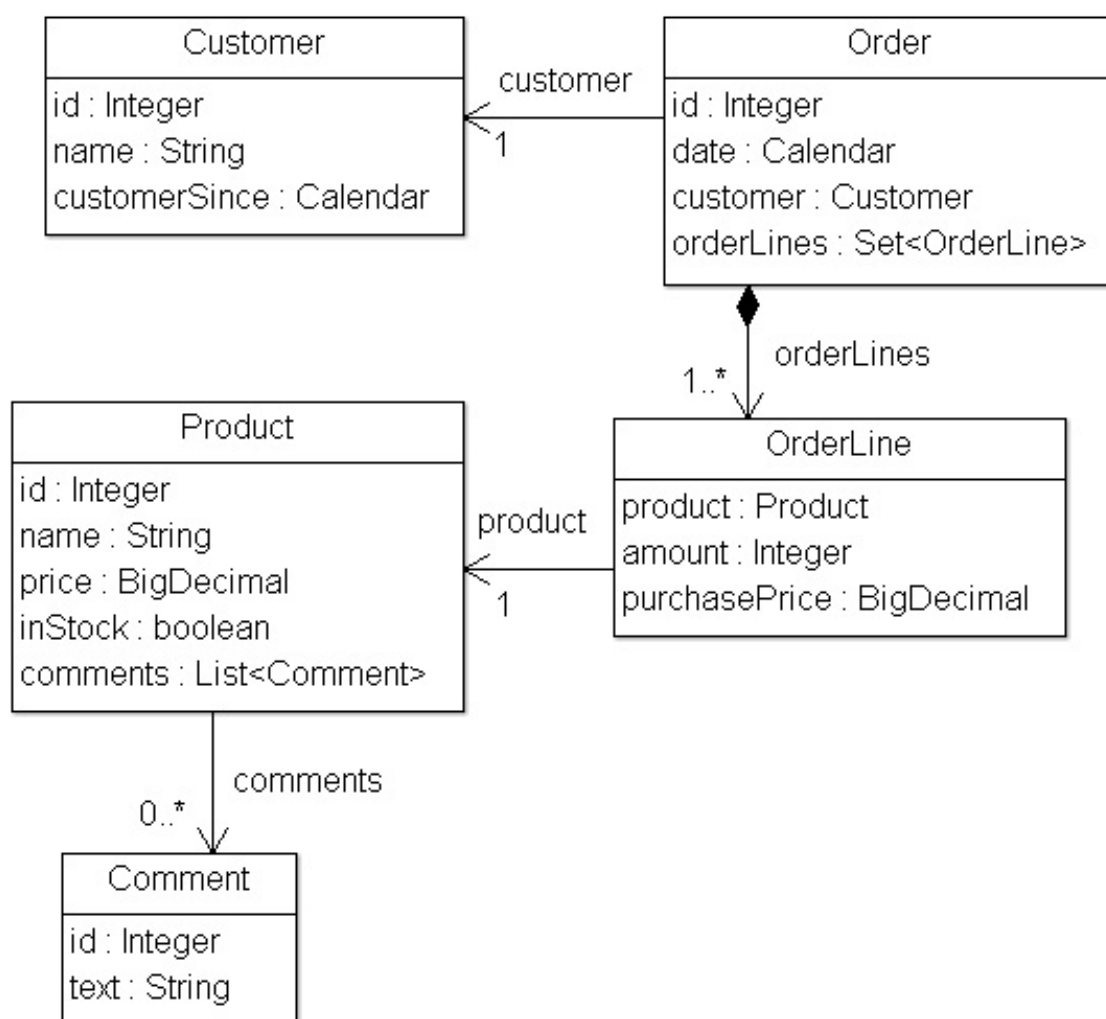 Customer
id : Integer
name : String
customerSince : Calendar
customer
1
Order
id : Integer
date : Calendar
customer : Customer
orderLines : Set<OrderLine>
orderLines
1..*
Product
id : Integer
name : String
price : BigDecimal
inStock : boolean
comments : List<Comment>
product
1
OrderLine
product : Product
amount : Integer
purchasePrice : BigDecimal
comments
0..*
Comment
id : Integer
text : String